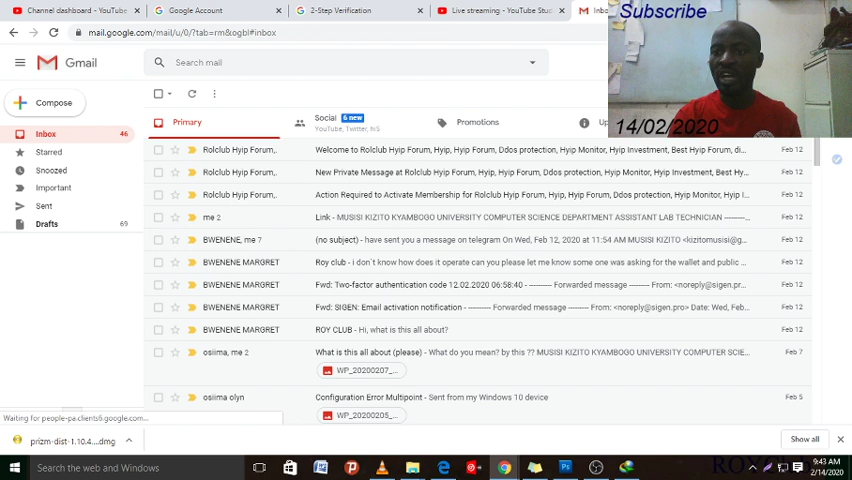 Channel dashboard - YouTube
Google Account
2-Step Verification
Live streaming - YouTube Stud
Inbo
mail.google.com/mail/u/0/?tab=rm&ogbl#inbox
Subscribe
14/02/2020
Gmail
Search mail
Compose
Inbox 46
Starred
Snoozed
Important
Sent
Drafts 69
Primary
Social 6 new
YouTube, Twitter, hi5
Promotions
Up
Rolclub Hyip Forum,. Welcome to Rolclub Hyip Forum, Hyip, Hyip Forum, Ddos protection, Hyip Monitor, Hyip Investment, Best Hyip Forum, di... Feb 12
Rolclub Hyip Forum,. New Private Message at Rolclub Hyip Forum, Hyip Forum, Ddos protection, Hyip Monitor, Hyip Investment, Best Hy... Feb 12
Rolclub Hyip Forum,. Action Required to Activate Membership for Rolclub Hyip Forum, Hyip Forum, Ddos protection, Hyip Monitor, Hyip I... Feb 12
me 2 Link - MUSISI KIZITO KYAMBOGO UNIVERSITY COMPUTER SCIENCE DEPARTMENT ASSISTANT LAB TECHNICIAN ---------... Feb 12
BWENENE, me 7 (no subject) - have sent you a message on telegram On Wed, Feb 12, 2020 at 11:54 AM MUSISI KIZITO <kizitomusisi@g... Feb 12
BWENENE MARGRET Roy club - i don't know how does it operate can you please let me know some one was asking for the wallet and public ... Feb 12
BWENENE MARGRET Fwd: Two-factor authentication code 12.02.2020 06:58:40 - ---------- Forwarded message --------- From: <noreply@sigen.pro> Date: W... Feb 12
BWENENE MARGRET Fwd: SIGEN: Email activation notification - ---------- Forwarded message --------- From: <noreply@sigen.pro> Date: Wed, Feb... Feb 12
BWENENE MARGRET ROY CLUB - Hi, what is this all about? Feb 12
osiima, me 2 What is this all about (please) - What do you mean? by this ?? MUSISI KIZITO KYAMBOGO UNIVERSITY COMPUTER SCIE... Feb 7
WP_20200207_...
osiima olyn Configuration Error Multipoint - Sent from my Windows 10 device Feb 5
WP_20200205_...
Waiting for people-pa.clients6.google.com...
prizm-dist-1.10.4....dmg
Show all
Search the web and Windows
9:43 AM
2/14/2020